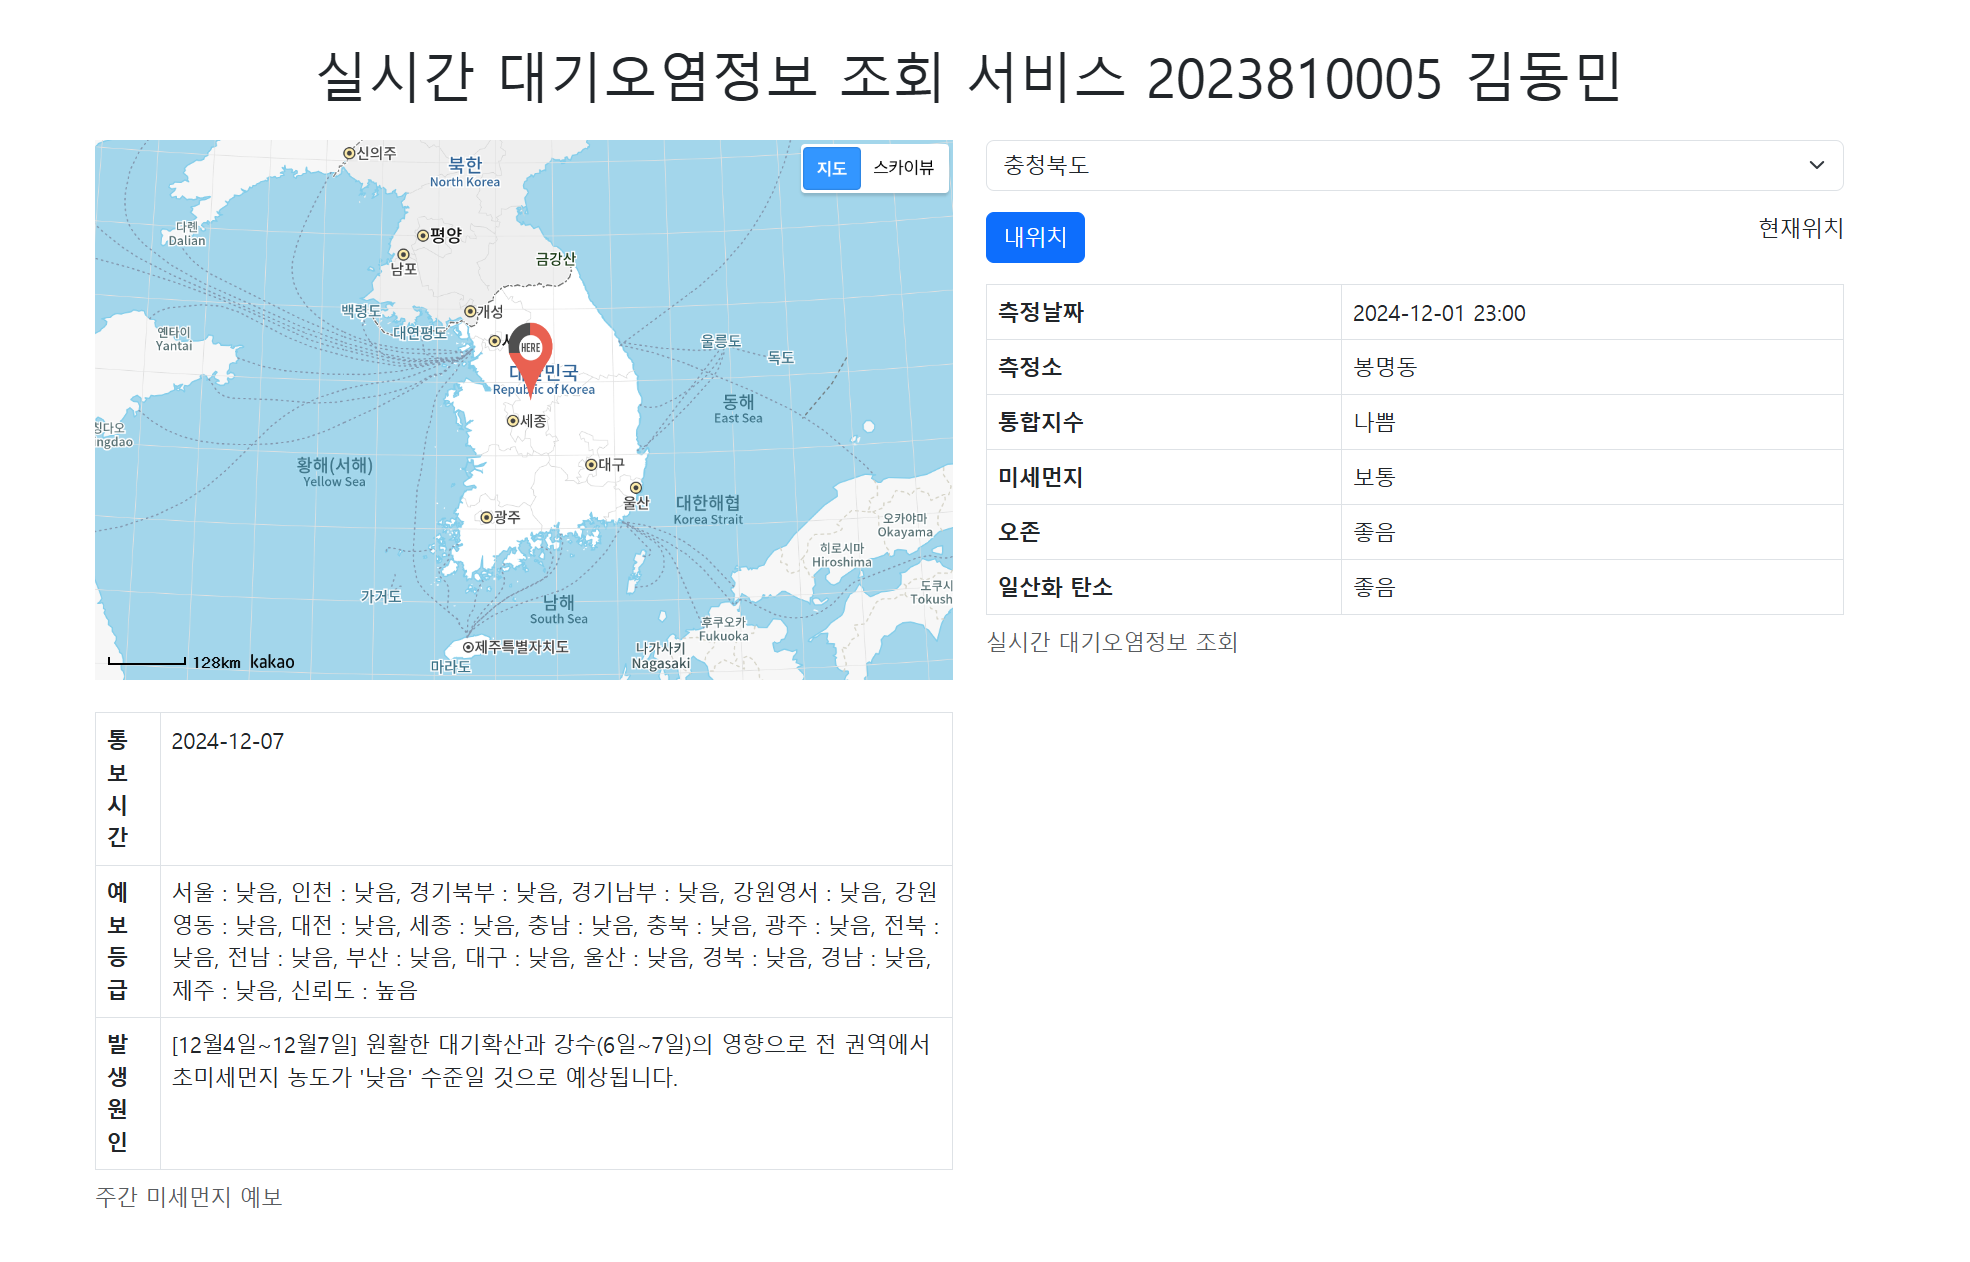 실시간 대기오염정보 조회 서비스 2023810005 김동민
신의주
북한
North Korea
지도
스카이뷰
다롄
Dalian
평양
남포
금강산
백령도
개성
대연평도
옌타이
Yantai
HERE
울릉도
독도
대한민국
Republic of Korea
동해
East Sea
세종
칭다오
ngdao
황해(서해)
Yellow Sea
대구
울산
대한해협
Korea Strait
광주
오카야마
Okayama
히로시마
Hiroshima
가거도
남해
South Sea
도쿠시
Tokush
후쿠오카
Fukuoka
제주특별자치도
마라도
나가사키
Nagasaki
128km kakao
충청북도
내위치
현재위치
측정날짜 2024-12-01 23:00
측정소 봉명동
통합지수 나쁨
미세먼지 보통
오존 좋음
일산화 탄소 좋음
실시간 대기오염정보 조회
통
보
시
간
2024-12-07
예
보
등
급
서울 : 낮음, 인천 : 낮음, 경기북부 : 낮음, 경기남부 : 낮음, 강원영서 : 낮음, 강원
영동 : 낮음, 대전 : 낮음, 세종 : 낮음, 충남 : 낮음, 충북 : 낮음, 광주 : 낮음, 전북 :
낮음, 전남 : 낮음, 부산 : 낮음, 대구 : 낮음, 울산 : 낮음, 경북 : 낮음, 경남 : 낮음,
제주 : 낮음, 신뢰도 : 높음
발
생
원
인
[12월4일~12월7일] 원활한 대기확산과 강수(6일~7일)의 영향으로 전 권역에서
초미세먼지 농도가 '낮음' 수준일 것으로 예상됩니다.
주간 미세먼지 예보